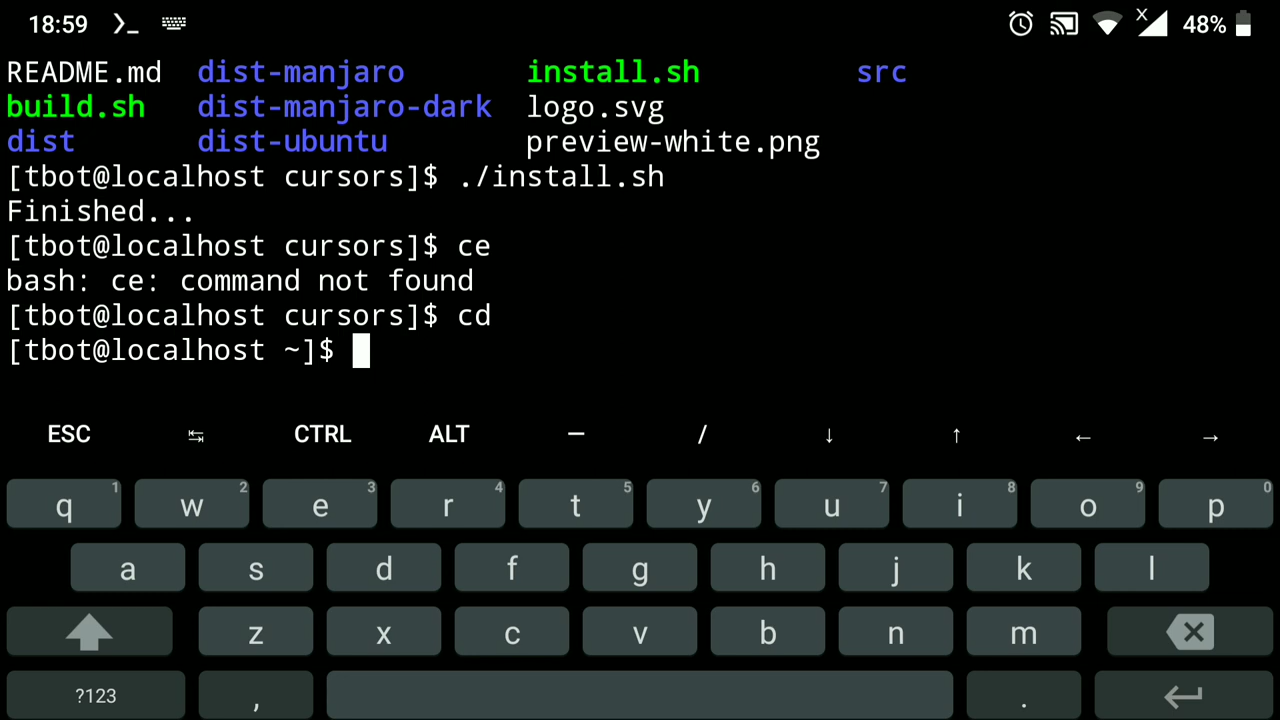 18:59 48%
README.md dist-manjaro install.sh src
build.sh dist-manjaro-dark logo.svg
dist dist-ubuntu preview-white.png
[tbot@localhost cursors]$ ./install.sh
Finished...
[tbot@localhost cursors]$ ce
bash: ce: command not found
[tbot@localhost cursors]$ cd
[tbot@localhost ~]$
ESC ↹ CTRL ALT — / ↓ ↑ ← →
q 1 w 2 e 3 r 4 t 5 y 6 u 7 i 8 o 9 p 0
a s d f g h j k l
z x c v b n m
?123 , .